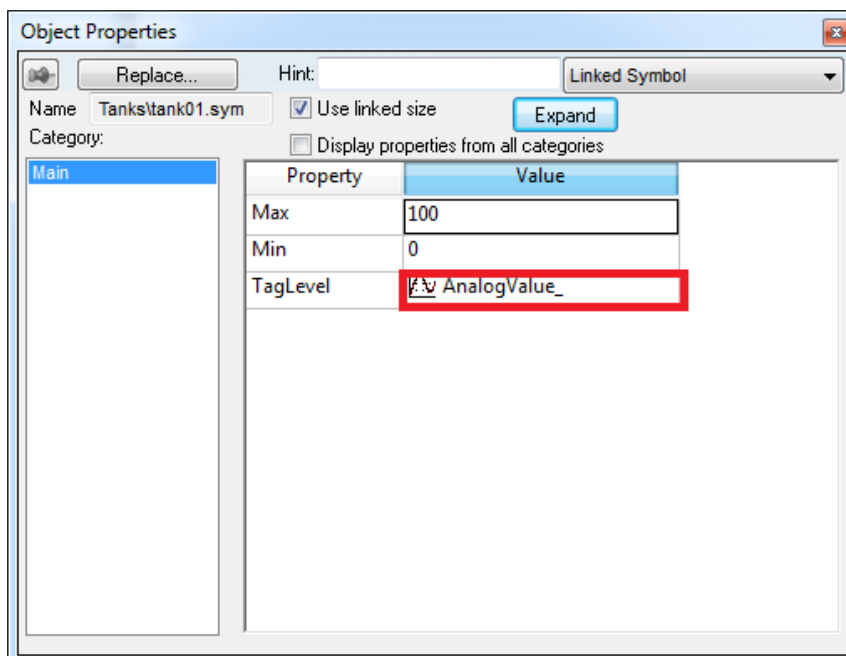 Object Properties
Replace... Hint: Linked Symbol
Name Tanks\tank01.sym Use linked size Expand
Category: Display properties from all categories
Main Property Value
Max 100
Min 0
TagLevel AnalogValue_